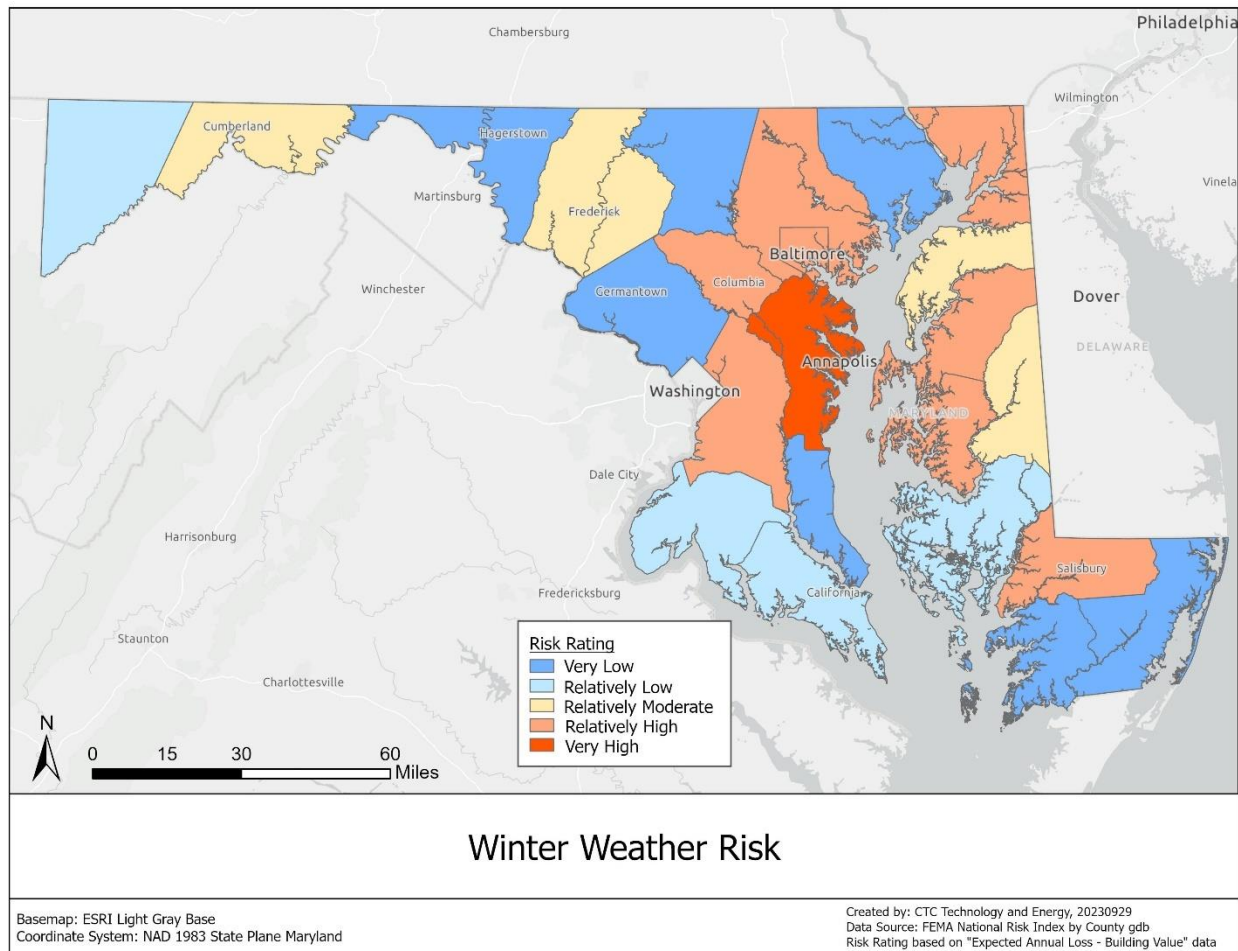 Philadelphia
Chambersburg
Wilmington
Cumberland
Hagerstown
Martinsburg
Vinela
Frederick
Baltimore
Winchester
Germantown
Columbia
Dover
DELAWARE
Annapolis
Washington
MARYLAND
Dale City
Harrisonburg
Salisbury
Fredericksburg
California
Staunton
Charlottesville
Risk Rating
Very Low
Relatively Low
Relatively Moderate
Relatively High
Very High
N
0 15 30 60
Miles
Winter Weather Risk
Basemap: ESRI Light Gray Base
Coordinate System: NAD 1983 State Plane Maryland
Created by: CTC Technology and Energy, 20230929
Data Source: FEMA National Risk Index by County gdb
Risk Rating based on "Expected Annual Loss - Building Value" data